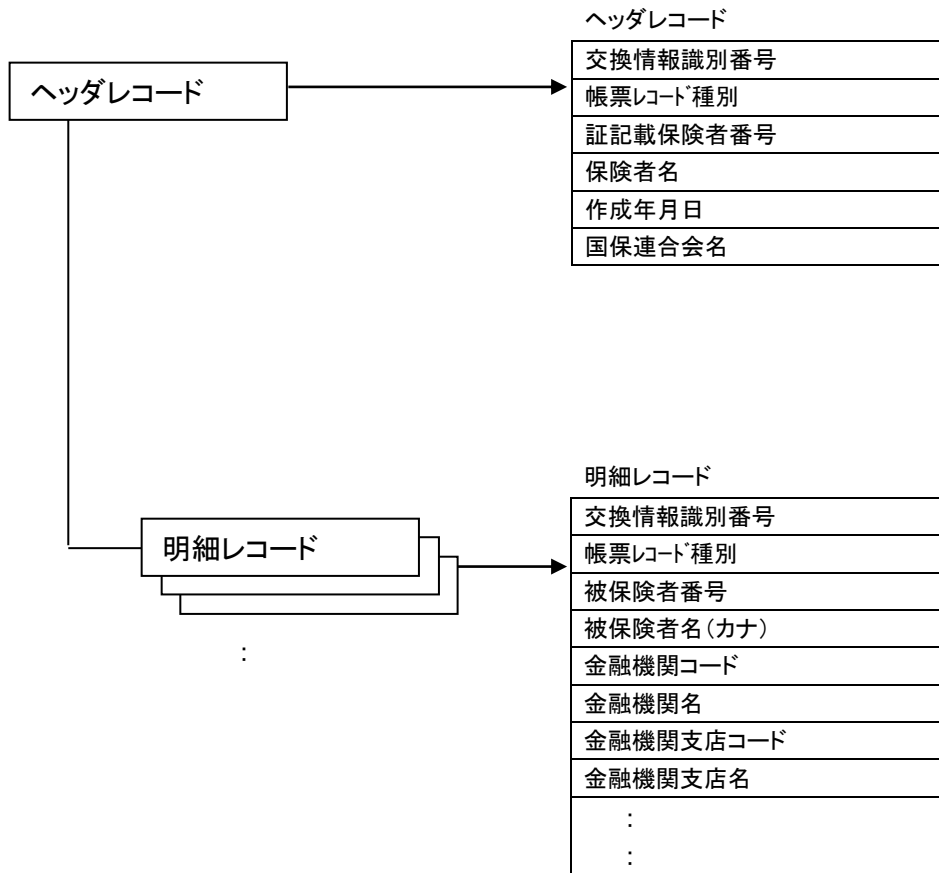 ヘッダレコード
ヘッダレコード
交換情報識別番号
帳票ﾚｺｰﾄﾞ種別
証記載保険者番号
保険者名
作成年月日
国保連合会名
明細レコード
:
明細レコード
交換情報識別番号
帳票ﾚｺｰﾄﾞ種別
被保険者番号
被保険者名(カナ)
金融機関コード
金融機関名
金融機関支店コード
金融機関支店名
:
: